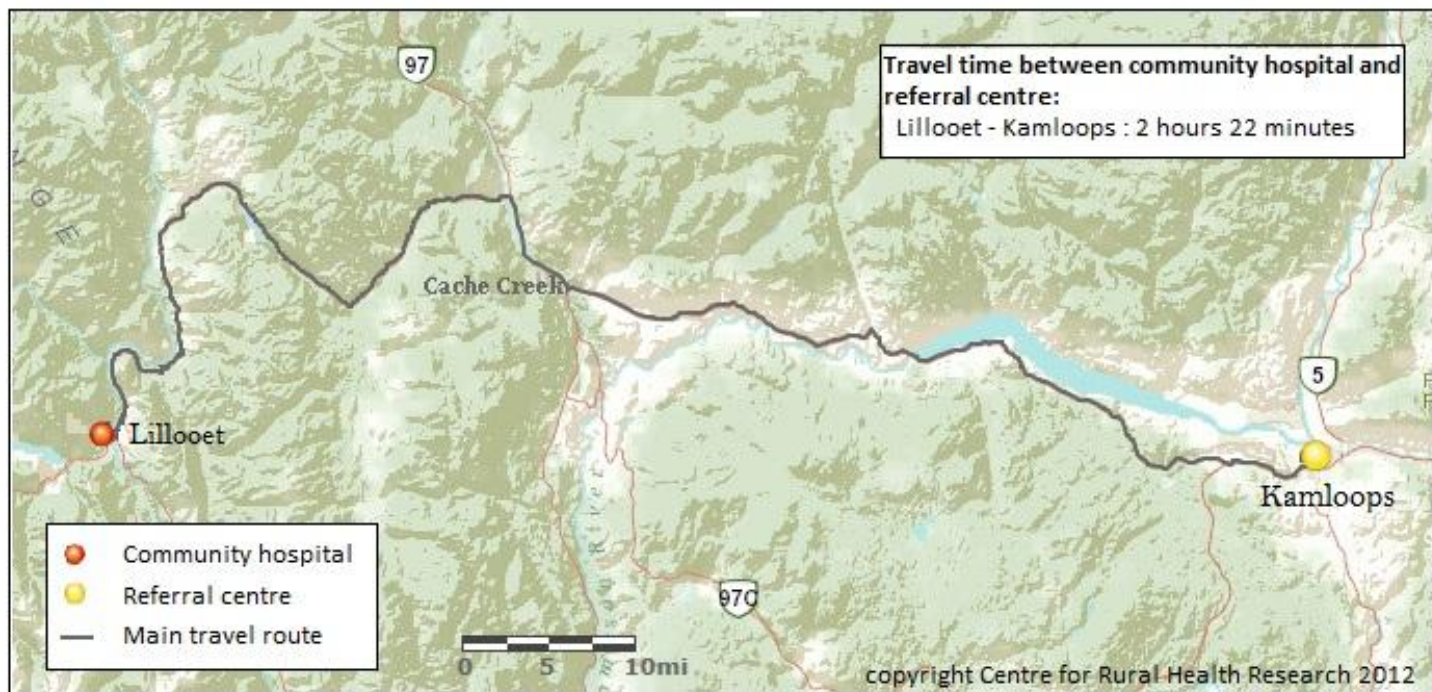 97
Travel time between community hospital and
referral centre:
Lillooet - Kamloops : 2 hours 22 minutes
N G E
Cache Creek
5
Lillooet
Kamloops
River
Community hospital
Referral centre
Main travel route
97C
0 5 10mi
copyright Centre for Rural Health Research 2012